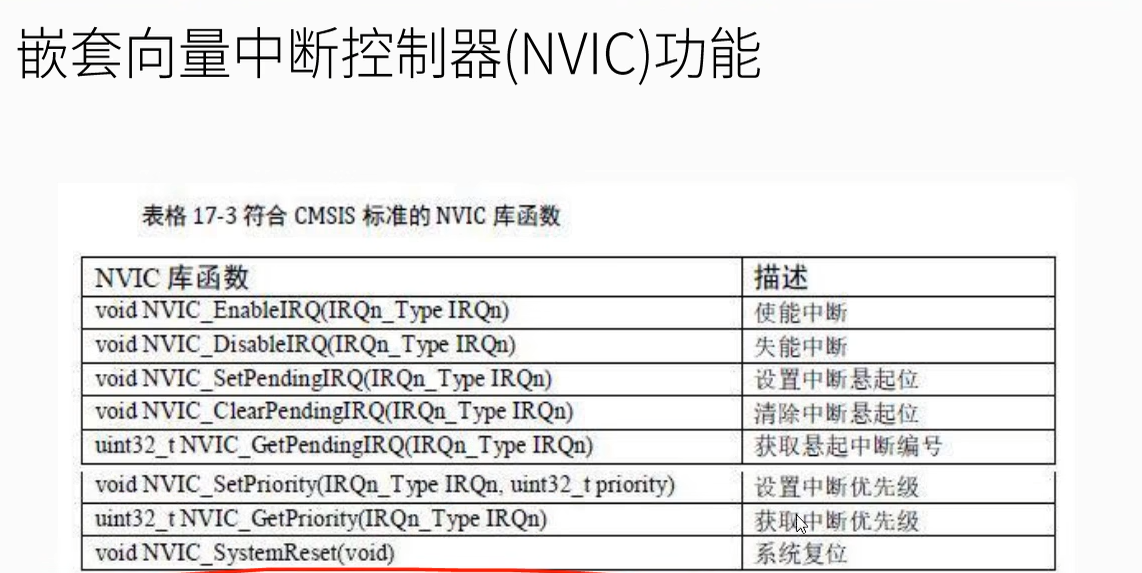 嵌套向量中断控制器(NVIC)功能
表格 17-3 符合 CMSIS 标准的 NVIC 库函数
NVIC 库函数 描述
void NVIC_EnableIRQ(IRQn_Type IRQn) 使能中断
void NVIC_DisableIRQ(IRQn_Type IRQn) 失能中断
void NVIC_SetPendingIRQ(IRQn_Type IRQn) 设置中断悬起位
void NVIC_ClearPendingIRQ(IRQn_Type IRQn) 清除中断悬起位
uint32_t NVIC_GetPendingIRQ(IRQn_Type IRQn) 获取悬起中断编号
void NVIC_SetPriority(IRQn_Type IRQn, uint32_t priority) 设置中断优先级
uint32_t NVIC_GetPriority(IRQn_Type IRQn) 获取中断优先级
void NVIC_SystemReset(void) 系统复位